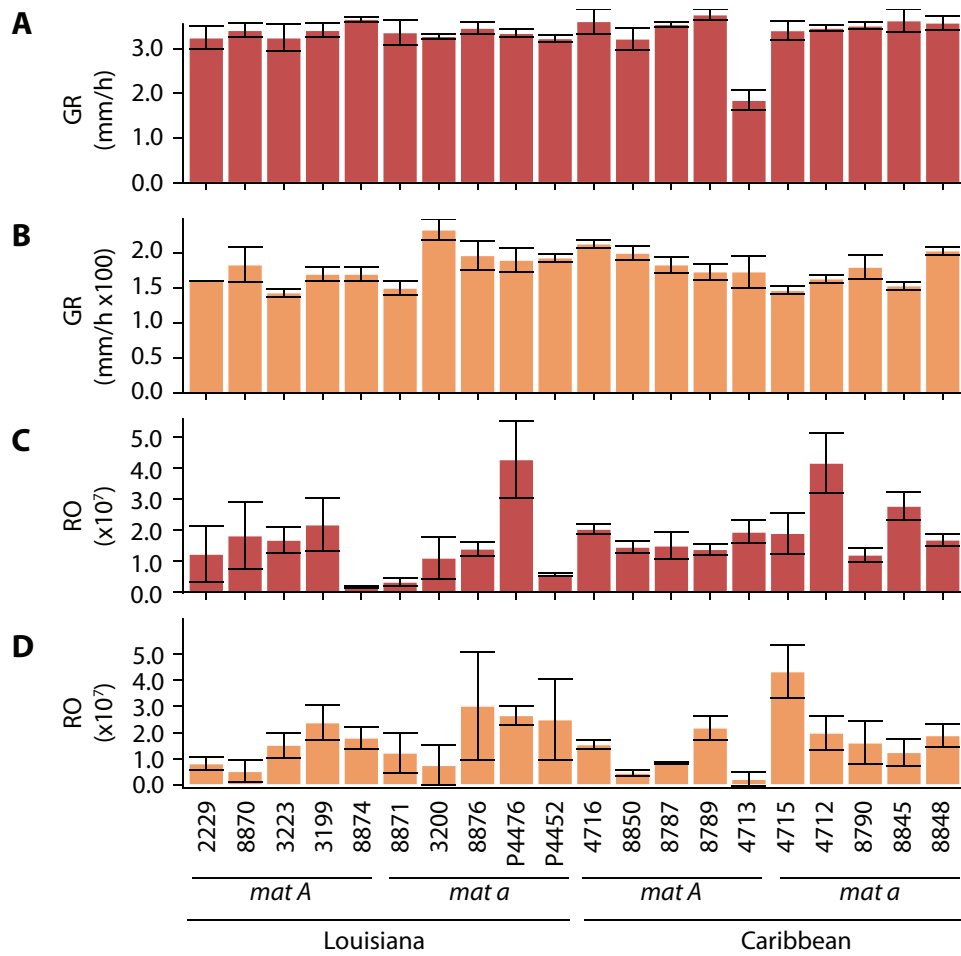 A
GR
(mm/h)
3.0
2.0
1.0
0.0
B
GR
(mm/h x100)
2.0
1.5
1.0
0.5
0.0
C
RO
(x10⁷)
5.0
4.0
3.0
2.0
1.0
0.0
D
RO
(x10⁷)
5.0
4.0
3.0
2.0
1.0
0.0
2229 8870 3223 3199 8874 8871 3200 8876 P4476 P4452 4716 8850 8787 8789 4713 4715 4712 8790 8845 8848
mat A mat a mat A mat a
Louisiana Caribbean